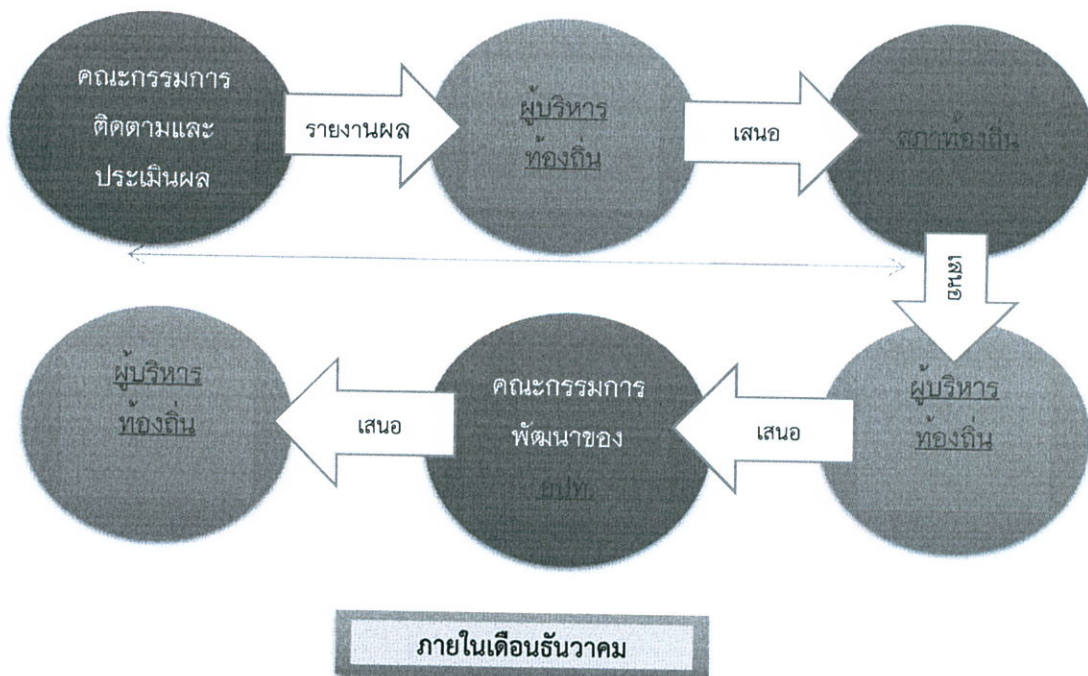 คณะกรรมการ
ติดตามและ
ประเมินผล
รายงานผล
ผู้บริหาร
ท้องถิ่น
เสนอ
สภาท้องถิ่น
เสนอ
ผู้บริหาร
ท้องถิ่น
เสนอ
คณะกรรมการ
พัฒนาของ
อปท.
เสนอ
ผู้บริหาร
ท้องถิ่น
ภายในเดือนธันวาคม